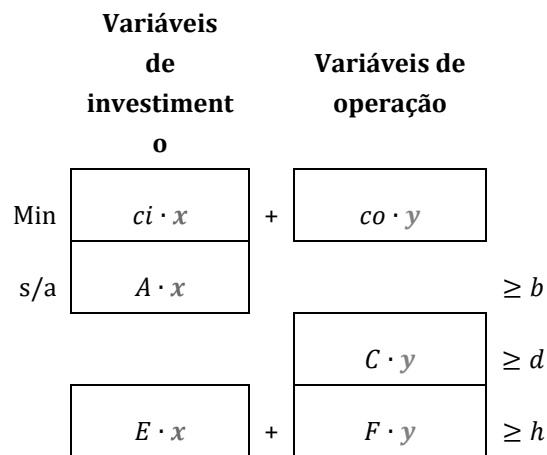 Variáveis
de
investiment
o
Variáveis de
operação
Min ci · x + co · y
s/a A · x ≥ b
C · y ≥ d
E · x + F · y ≥ h